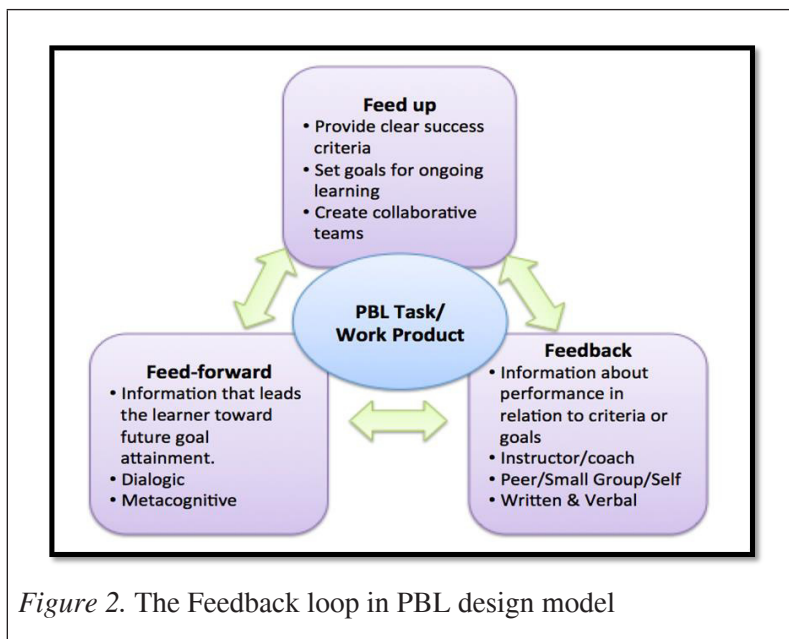 Feed up
• Provide clear success
criteria
• Set goals for ongoing
learning
• Create collaborative
teams
PBL Task/
Work Product
Feed-forward
• Information that leads
the learner toward
future goal
attainment.
• Dialogic
• Metacognitive
Feedback
• Information about
performance in
relation to criteria or
goals
• Instructor/coach
• Peer/Small Group/Self
• Written & Verbal
Figure 2. The Feedback loop in PBL design model